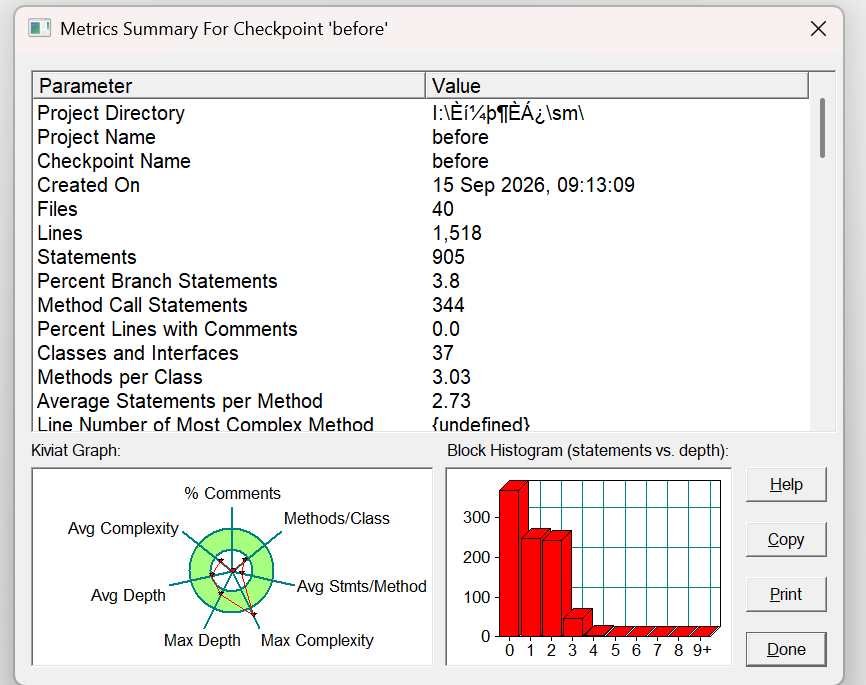 Metrics Summary For Checkpoint 'before'
Parameter Value
Project Directory I:\Èí¼þ¶ÈÁ¿\sm\
Project Name before
Checkpoint Name before
Created On 15 Sep 2026, 09:13:09
Files 40
Lines 1,518
Statements 905
Percent Branch Statements 3.8
Method Call Statements 344
Percent Lines with Comments 0.0
Classes and Interfaces 37
Methods per Class 3.03
Average Statements per Method 2.73
Line Number of Most Complex Method {undefined}
Kiviat Graph:
% Comments
Methods/Class
Avg Complexity
Avg Stmts/Method
Avg Depth
Max Depth
Max Complexity
Block Histogram (statements vs. depth):
300
200
100
0
0 1 2 3 4 5 6 7 8 9+
Help
Copy
Print
Done